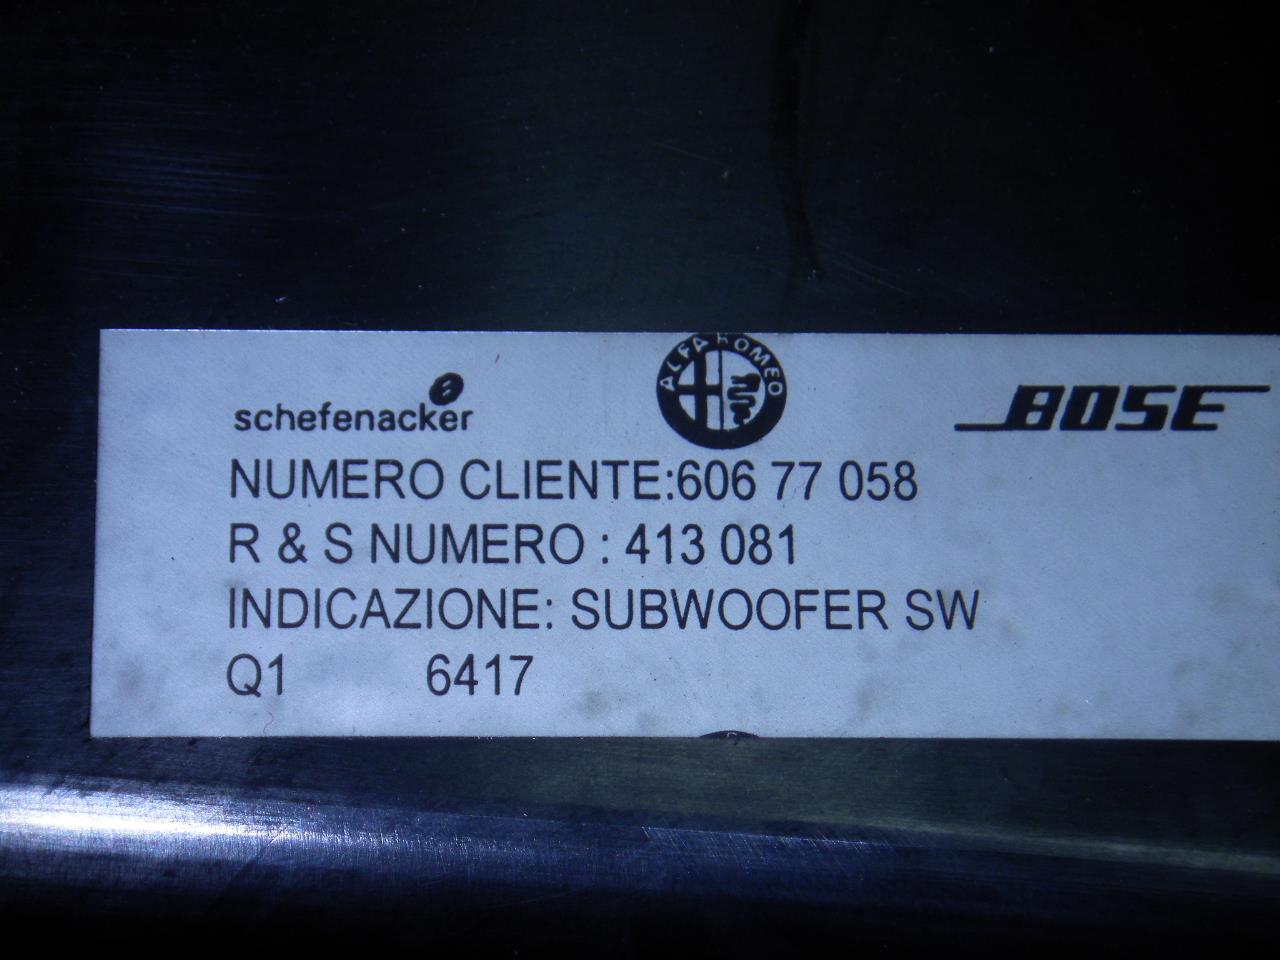 schefenacker ALFA ROMEO BOSE
NUMERO CLIENTE:606 77 058
R & S NUMERO : 413 081
INDICAZIONE: SUBWOOFER SW
Q1 6417